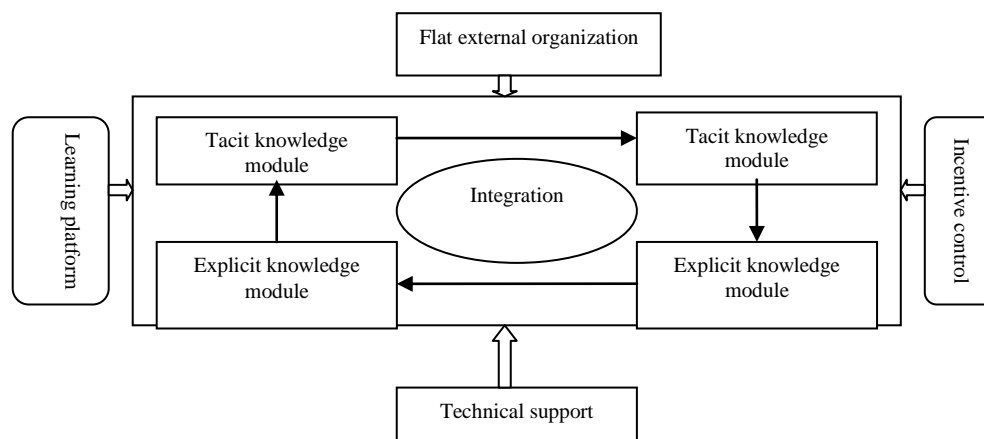 Flat external organization
Learning platform
Tacit knowledge
module
Tacit knowledge
module
Incentive control
Integration
Explicit knowledge
module
Explicit knowledge
module
Technical support